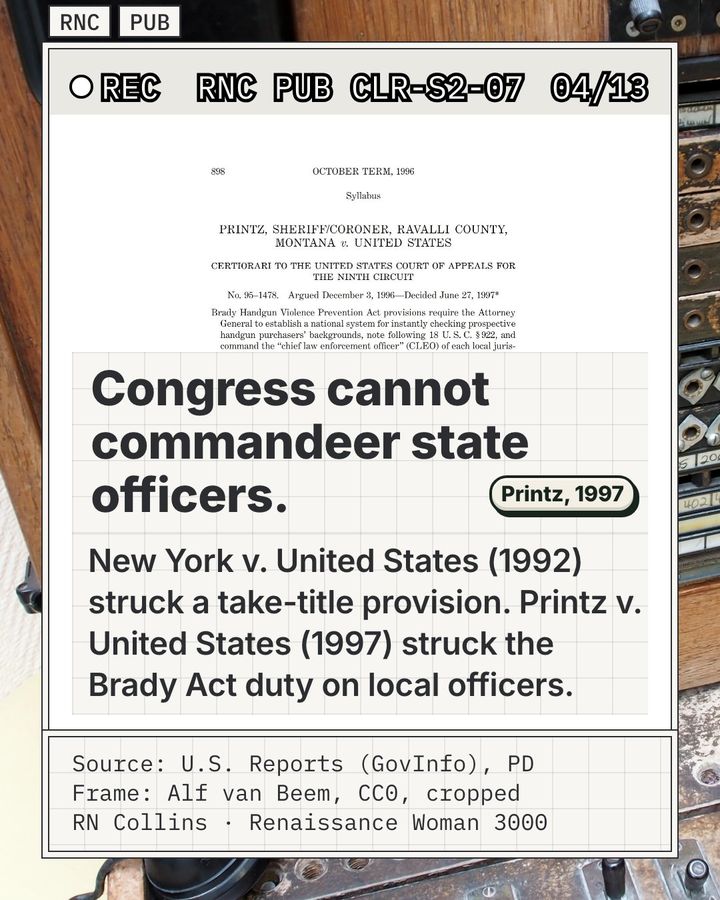 RNC PUB
REC RNC PUB CLR-S2-07 04/13
898 OCTOBER TERM, 1996
Syllabus
PRINTZ, SHERIFF/CORONER, RAVALLI COUNTY,
MONTANA v. UNITED STATES
CERTIORARI TO THE UNITED STATES COURT OF APPEALS FOR
THE NINTH CIRCUIT
No. 95–1478. Argued December 3, 1996—Decided June 27, 1997*
Brady Handgun Violence Prevention Act provisions require the Attorney
General to establish a national system for instantly checking prospective
handgun purchasers’ backgrounds, note following 18 U. S. C. § 922, and
command the “chief law enforcement officer” (CLEO) of each local juris-
Congress cannot
commandeer state
officers.
Printz, 1997
New York v. United States (1992)
struck a take-title provision. Printz v.
United States (1997) struck the
Brady Act duty on local officers.
Source: U.S. Reports (GovInfo), PD
Frame: Alf van Beem, CC0, cropped
RN Collins · Renaissance Woman 3000